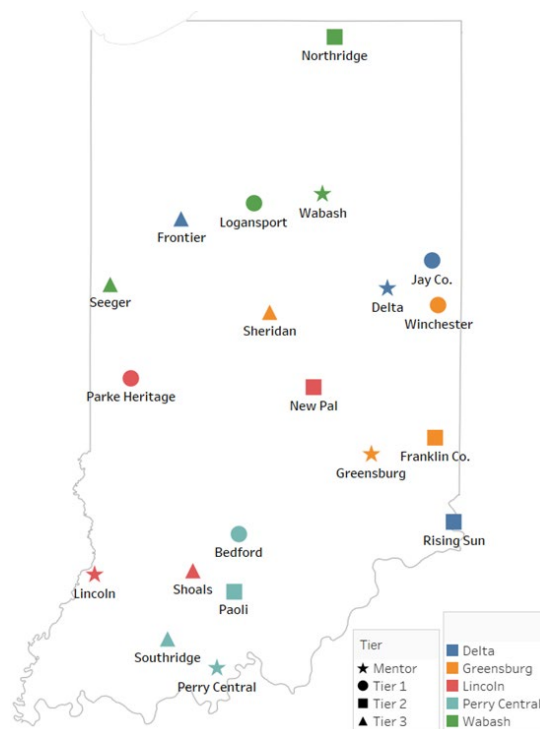 Northridge
Wabash
Logansport
Frontier
Jay Co.
Seeger
Delta
Winchester
Sheridan
Parke Heritage
New Pal
Franklin Co.
Greensburg
Rising Sun
Bedford
Shoals
Lincoln
Paoli
Southridge
Perry Central
Tier
Mentor
Tier 1
Tier 2
Tier 3
Delta
Greensburg
Lincoln
Perry Central
Wabash